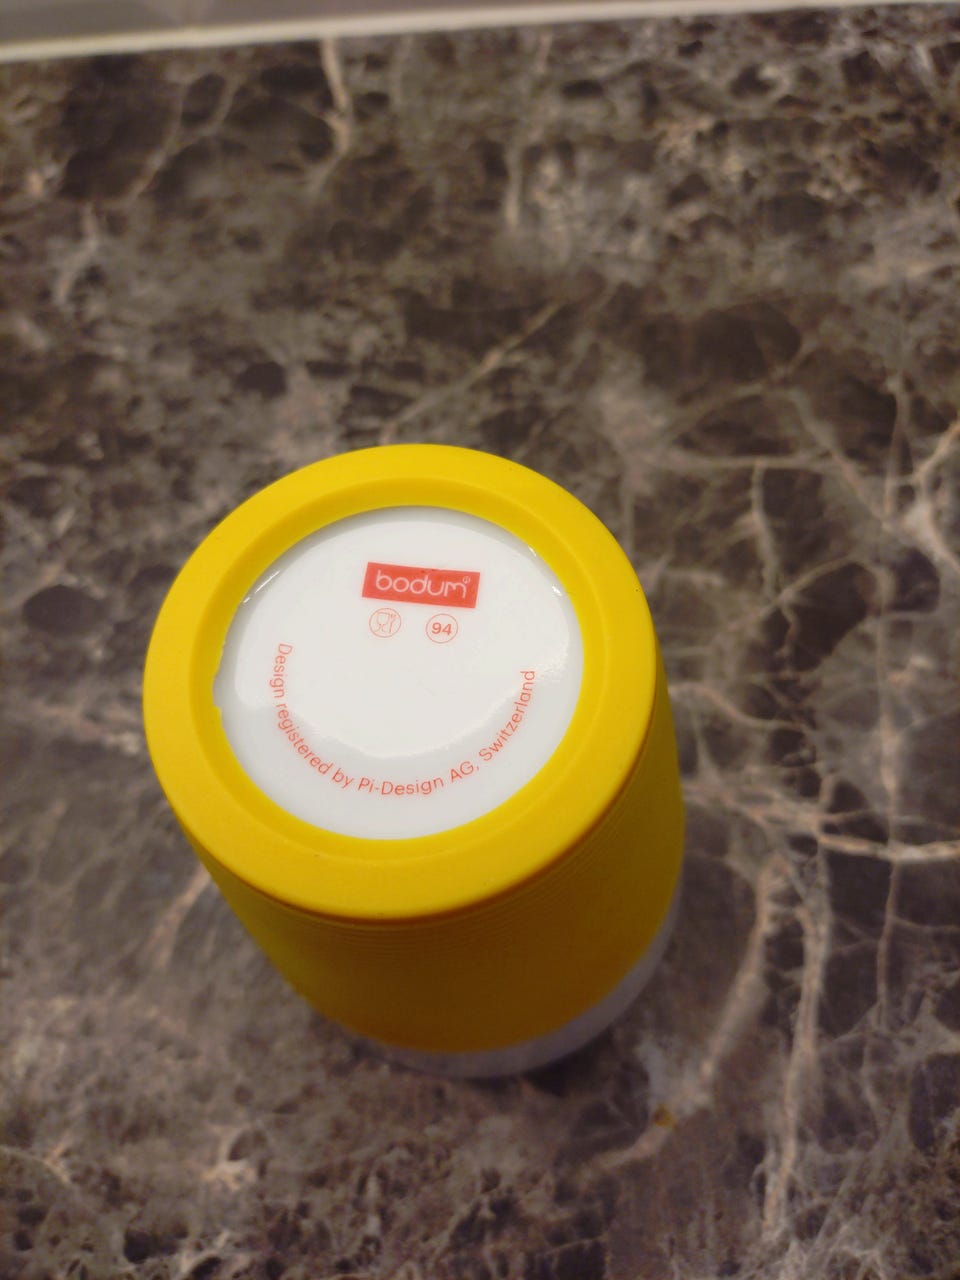 bodum®
94
Design registered by Pi-Design AG, Switzerland